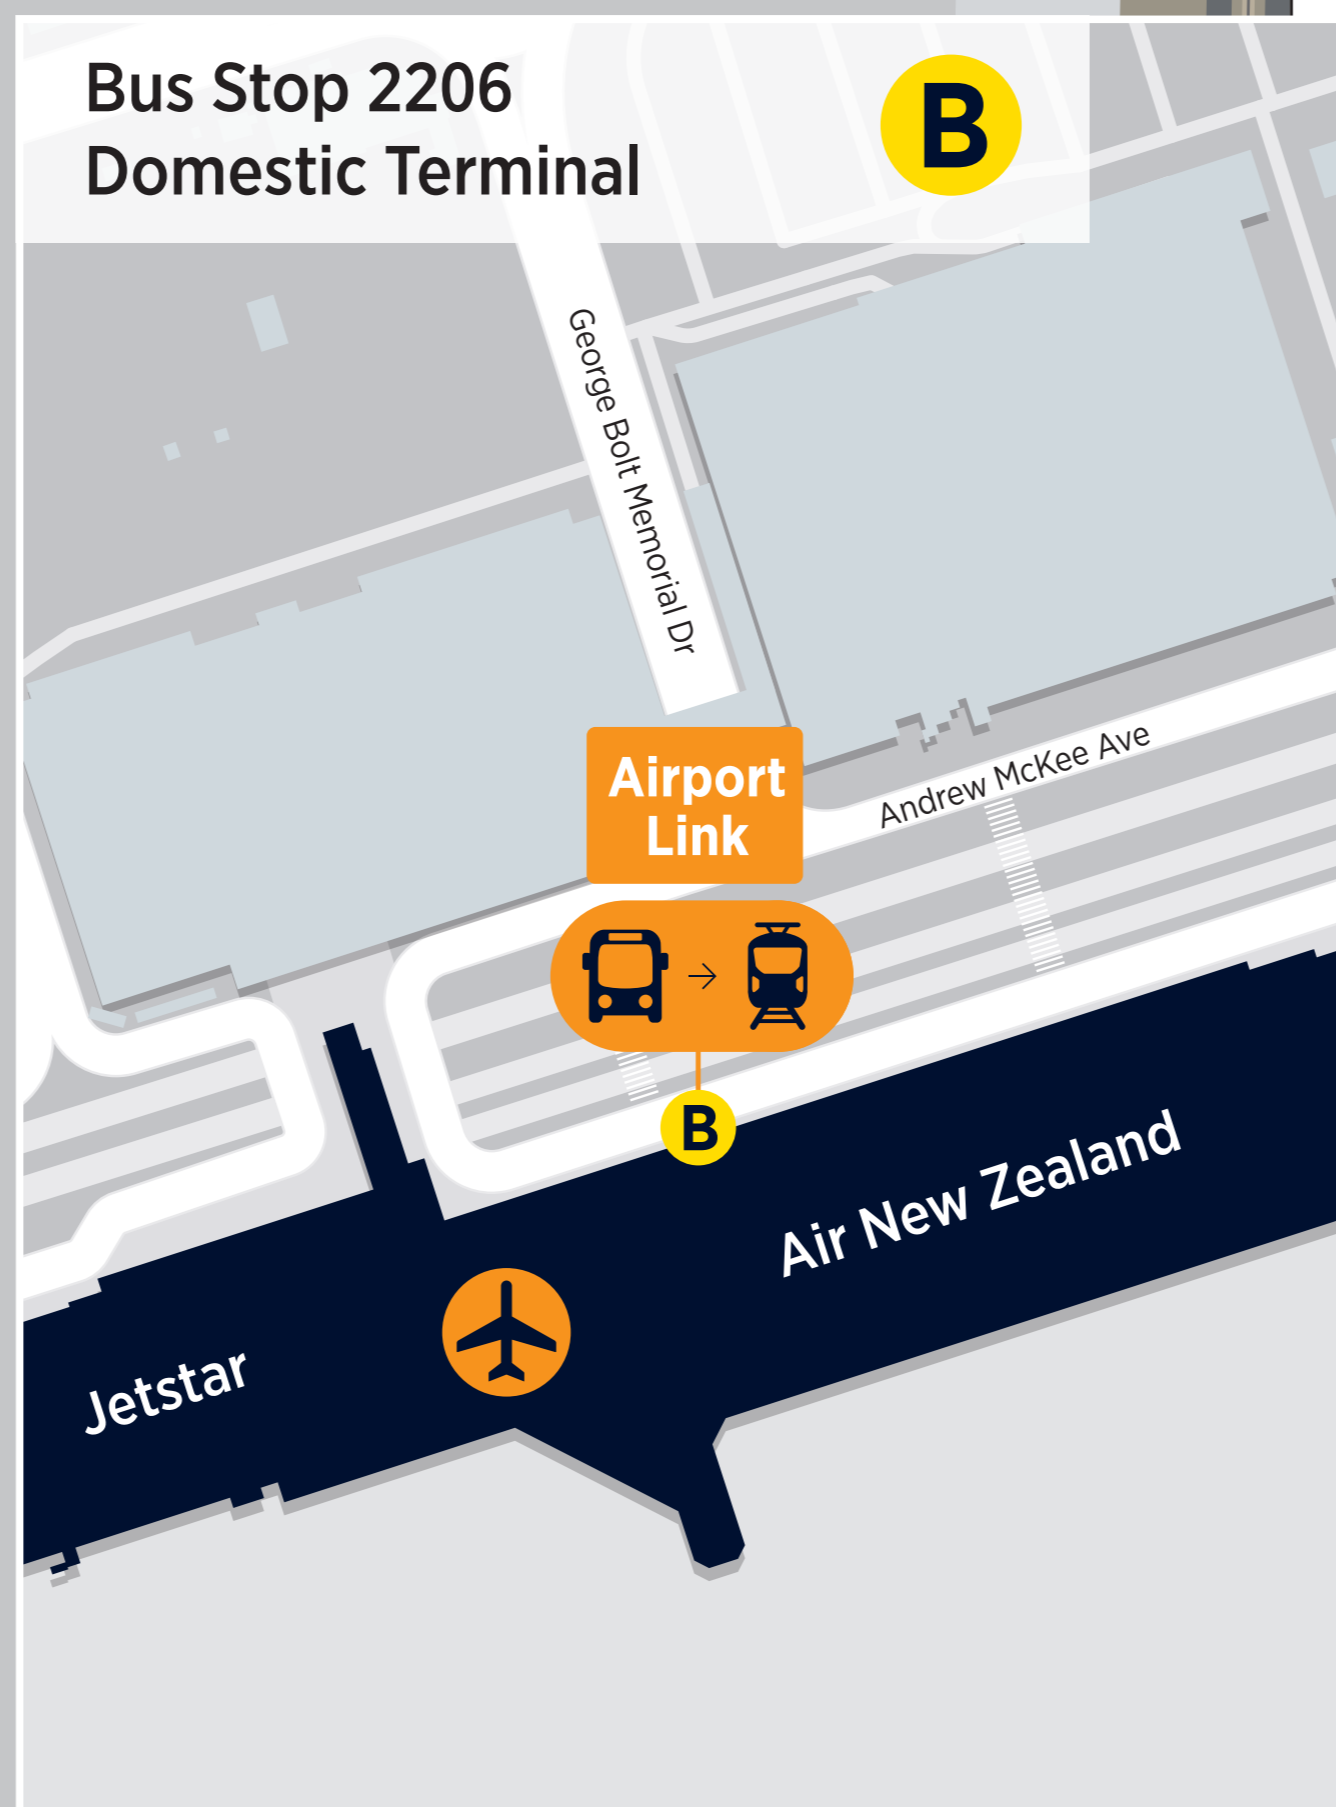 Bus Stop 2206
Domestic Terminal
B
George Bolt Memorial Dr
Airport
Link
Andrew McKee Ave
B
Air New Zealand
Jetstar